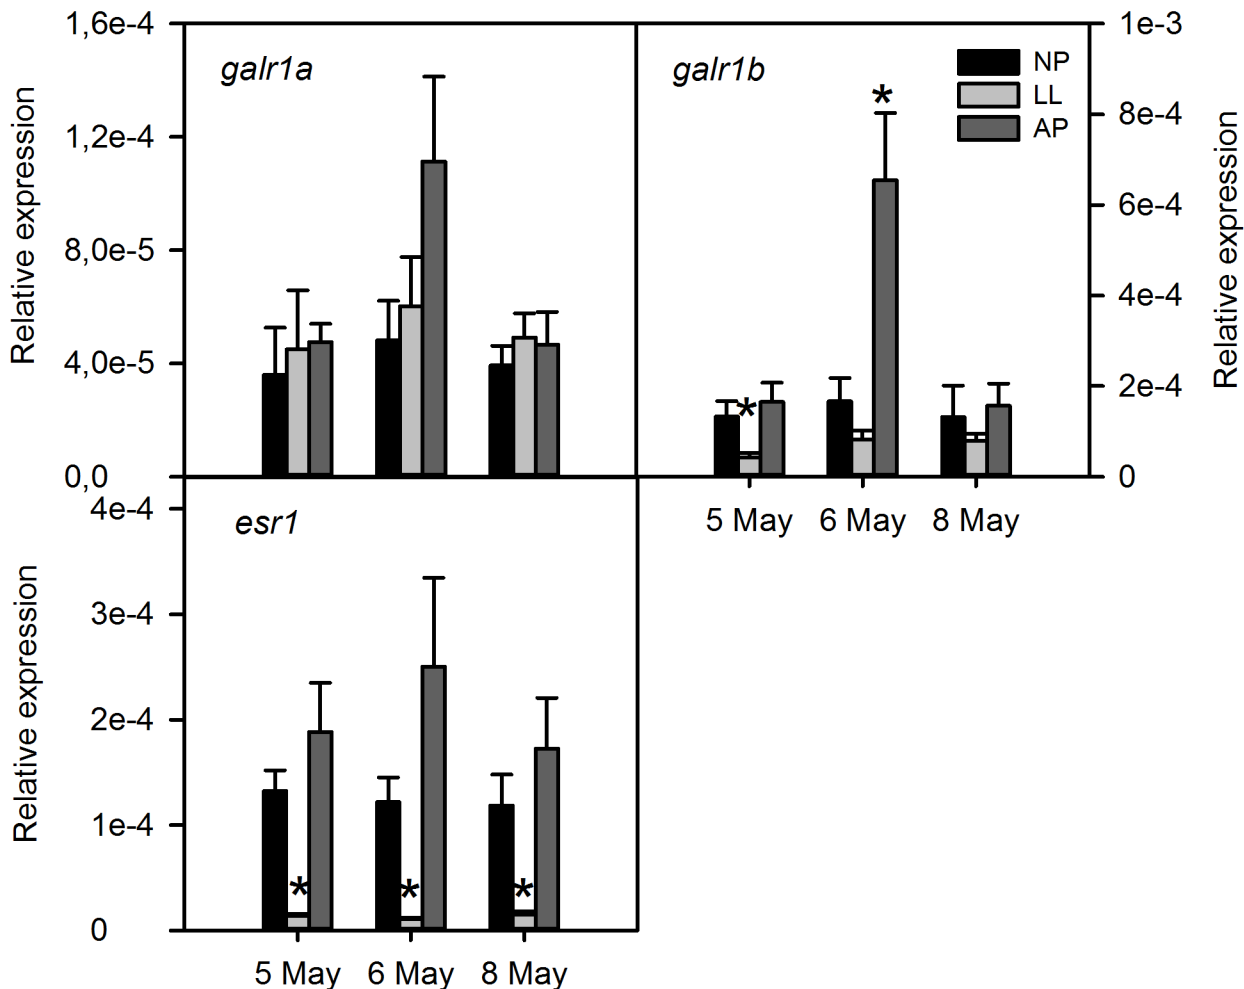 galr1a
1,6e-4
1,2e-4
8,0e-5
4,0e-5
0,0
Relative expression
galr1b
*
*
NP
LL
AP
1e-3
8e-4
6e-4
4e-4
2e-4
0
Relative expression
5 May 6 May 8 May
esr1
4e-4
3e-4
2e-4
1e-4
0
Relative expression
* * *
5 May 6 May 8 May